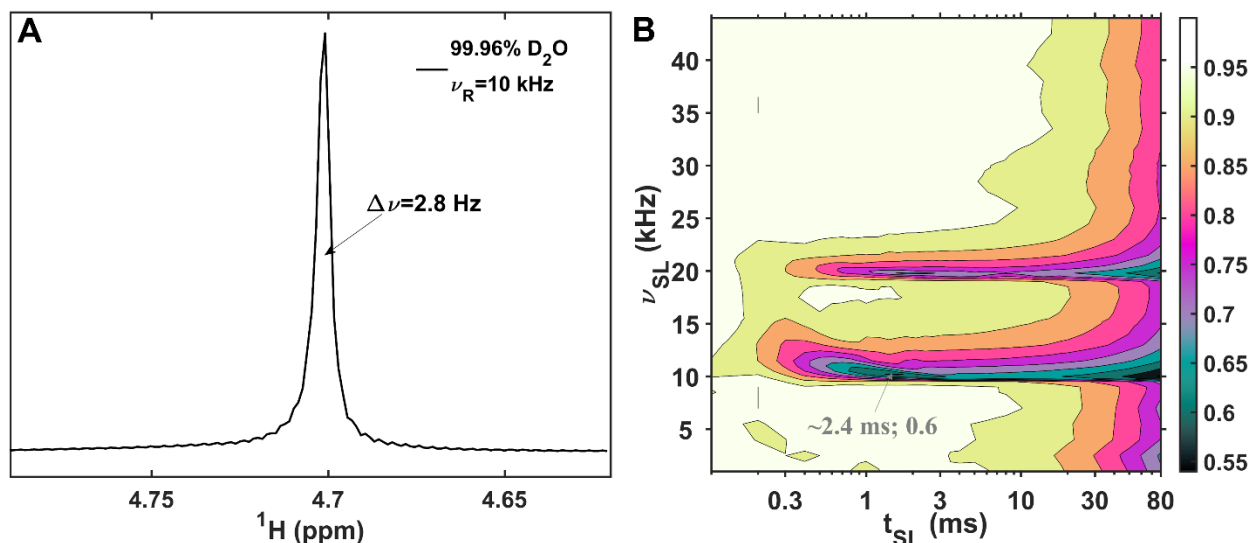 A
99.96% D2O
νR=10 kHz
Δν=2.8 Hz
4.75
4.7
4.65
1H (ppm)
B
40
35
30
25
20
15
10
5
νSL (kHz)
~2.4 ms; 0.6
0.3
1
3
10
30
80
tSL (ms)
0.95
0.9
0.85
0.8
0.75
0.7
0.65
0.6
0.55